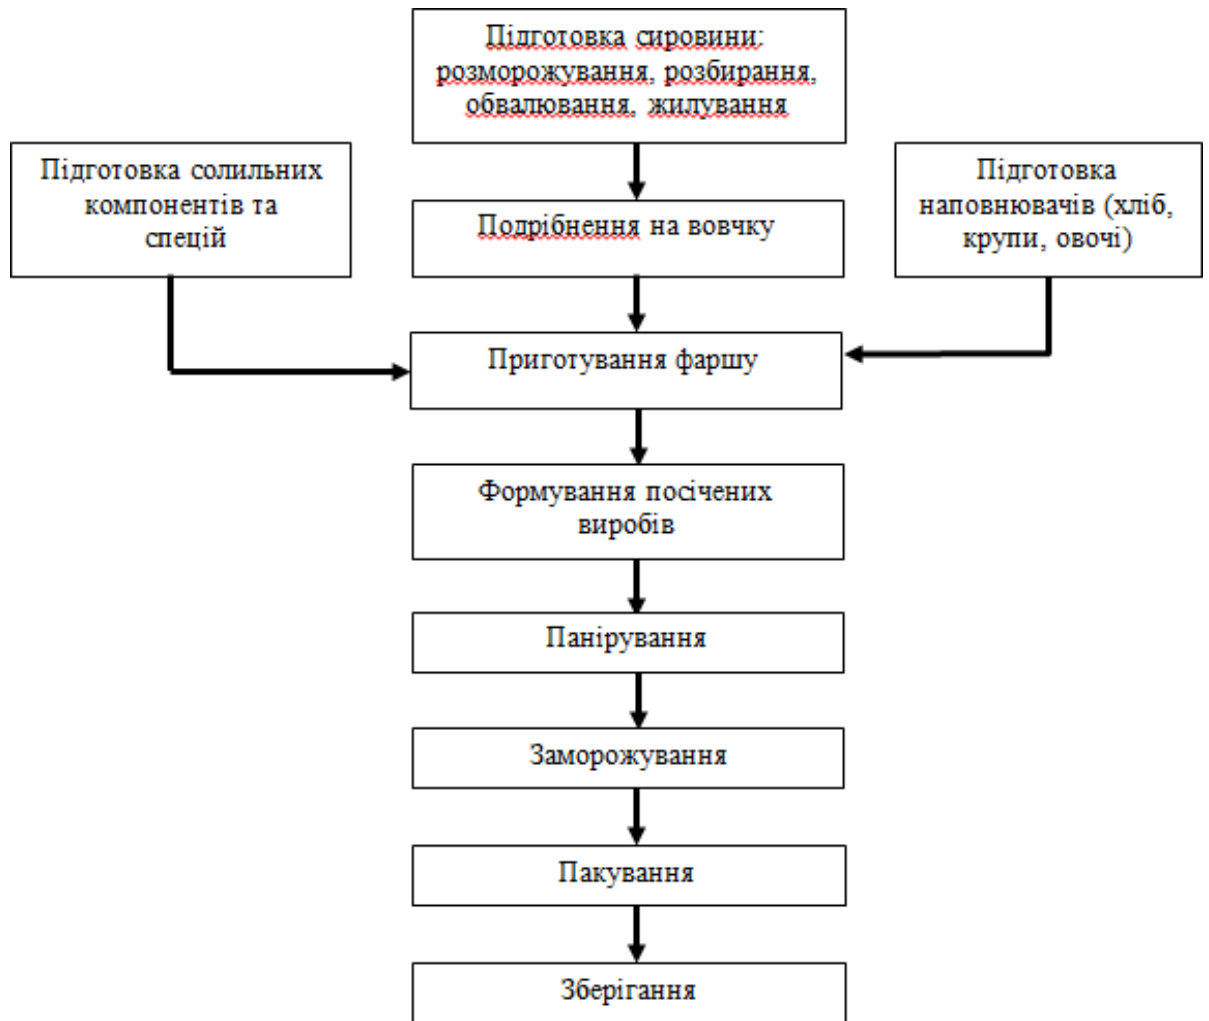 Підготовка сировини:
розморожування, розбирання,
обвалювання, жилування
Підготовка солильних
компонентів та
спецій
Подрібнення на вовчку
Підготовка
наповнювачів (хліб,
крупи, овочі)
Приготування фаршу
Формування посічених
виробів
Панірування
Заморожування
Пакування
Зберігання